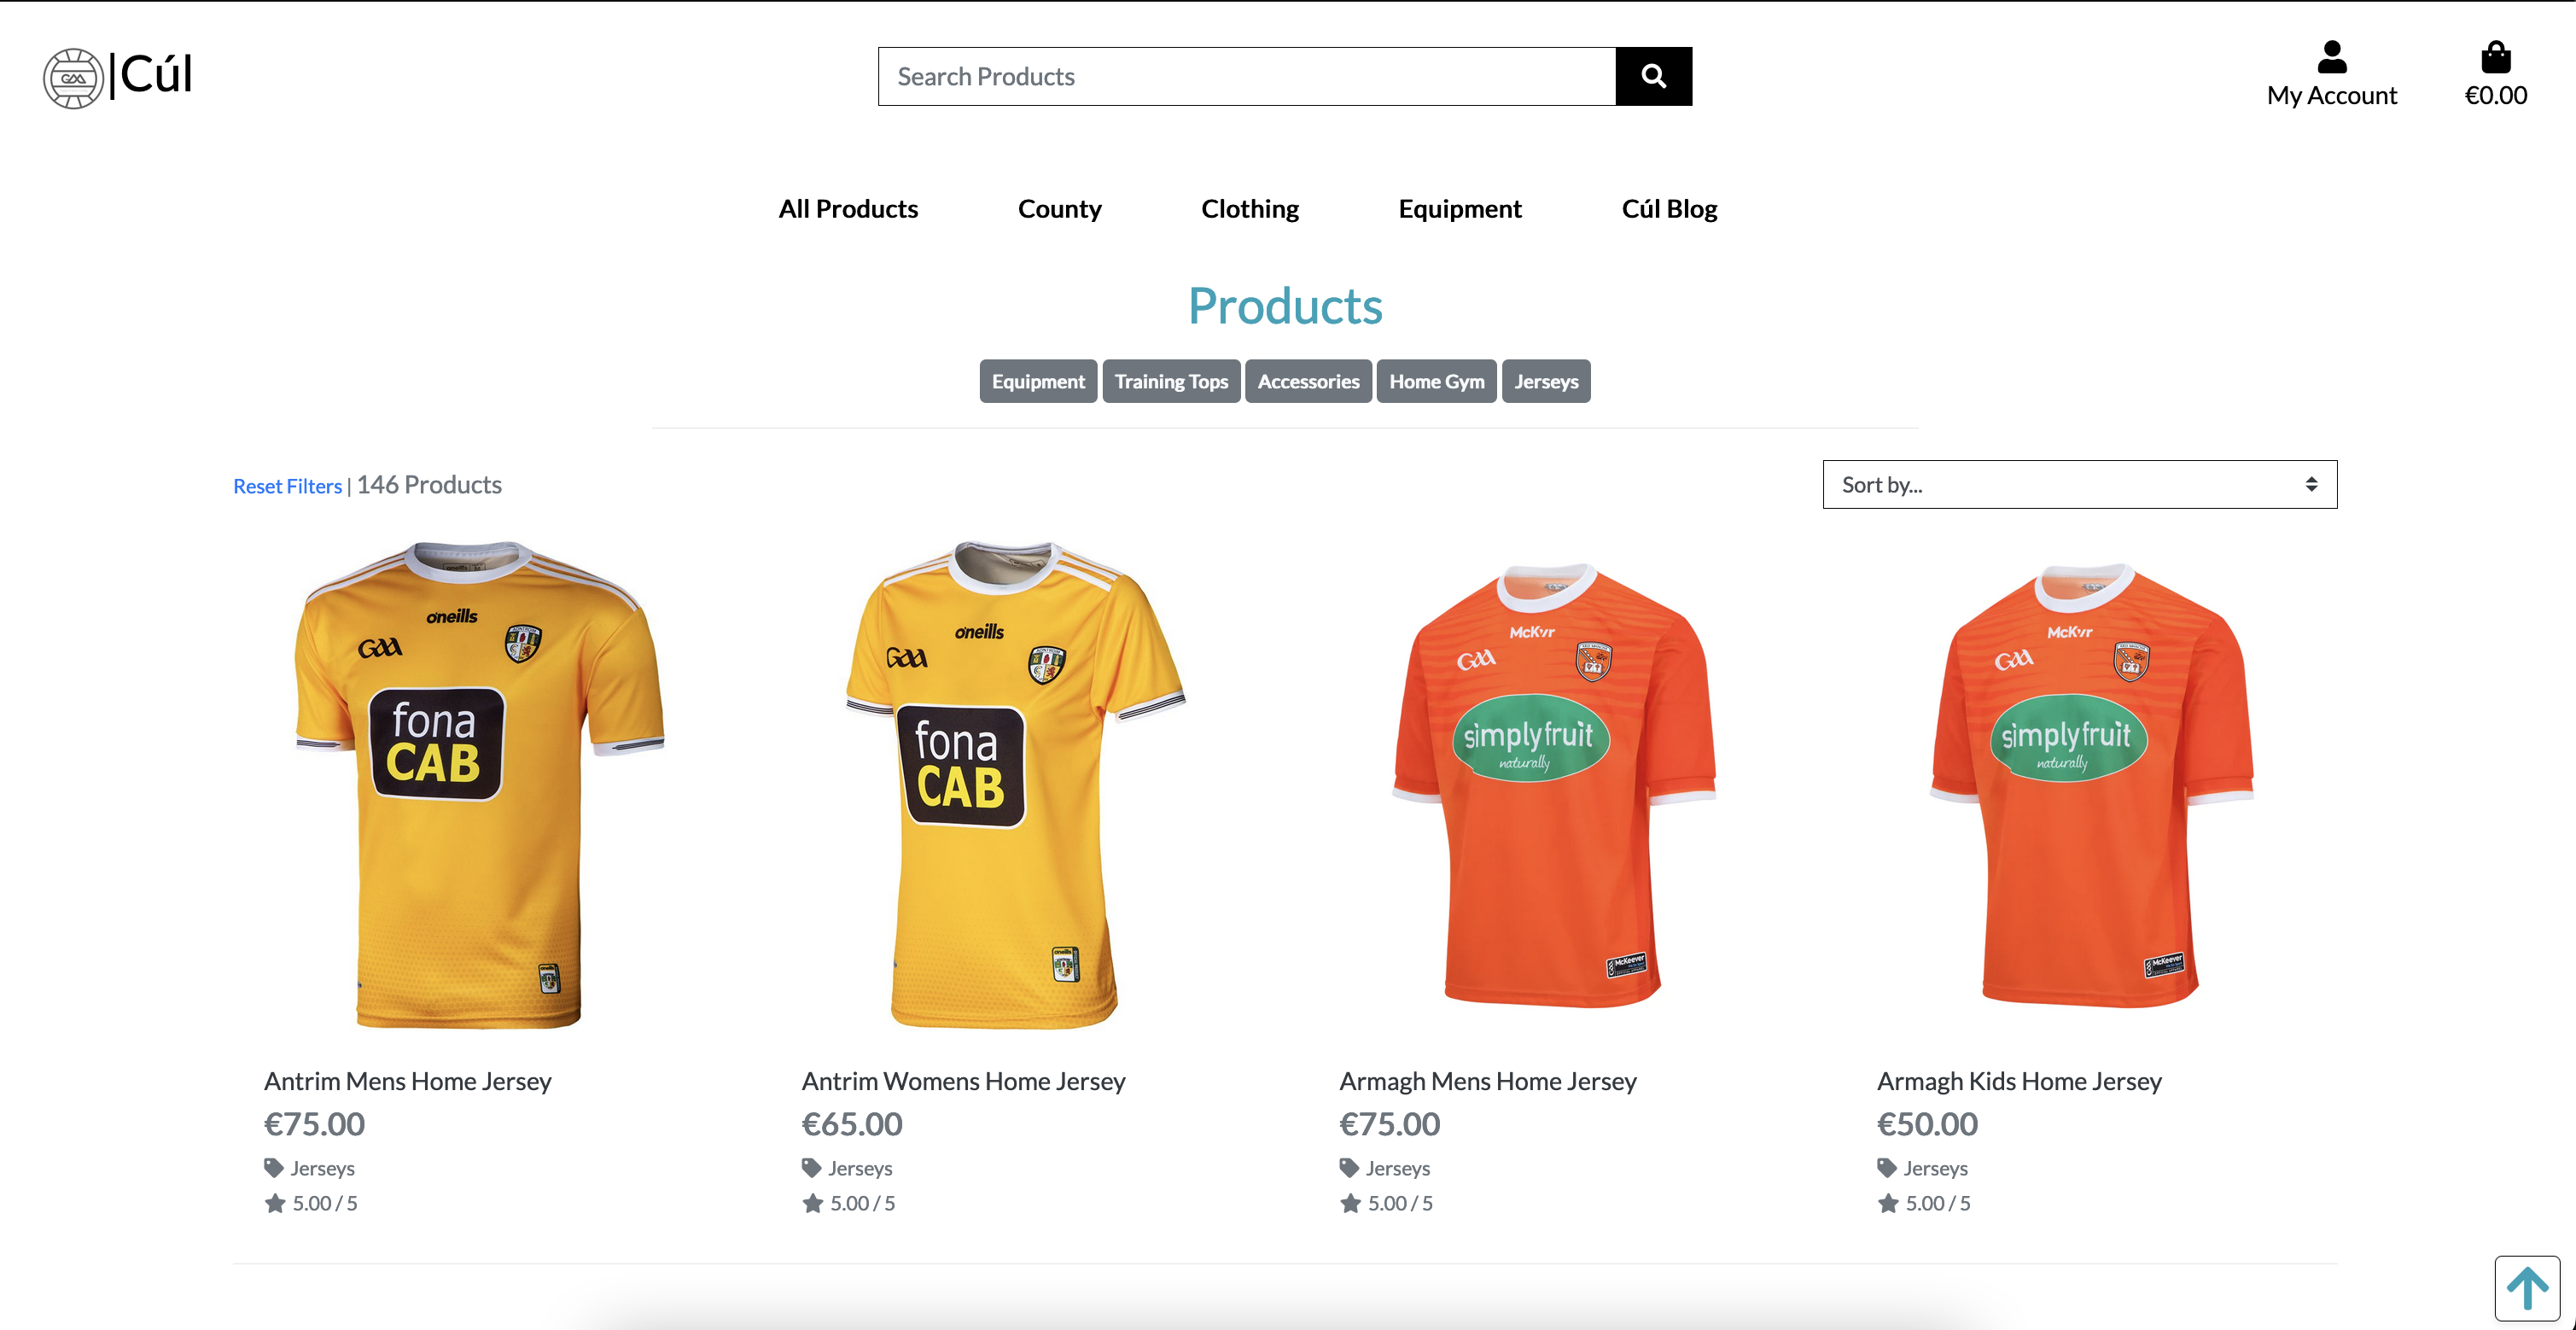 GAA
|Cúl
Search Products
My Account
€0.00
All Products
County
Clothing
Equipment
Cúl Blog
Products
Equipment
Training Tops
Accessories
Home Gym
Jerseys
Reset Filters | 146 Products
Sort by...
oneills
GAA
fona
CAB
oneills
GAA
fona
CAB
McKvr
GAA
simplyfruit
naturally
McKeever
McKvr
GAA
simplyfruit
naturally
McKeever
Antrim Mens Home Jersey
€75.00
Jerseys
5.00 / 5
Antrim Womens Home Jersey
€65.00
Jerseys
5.00 / 5
Armagh Mens Home Jersey
€75.00
Jerseys
5.00 / 5
Armagh Kids Home Jersey
€50.00
Jerseys
5.00 / 5